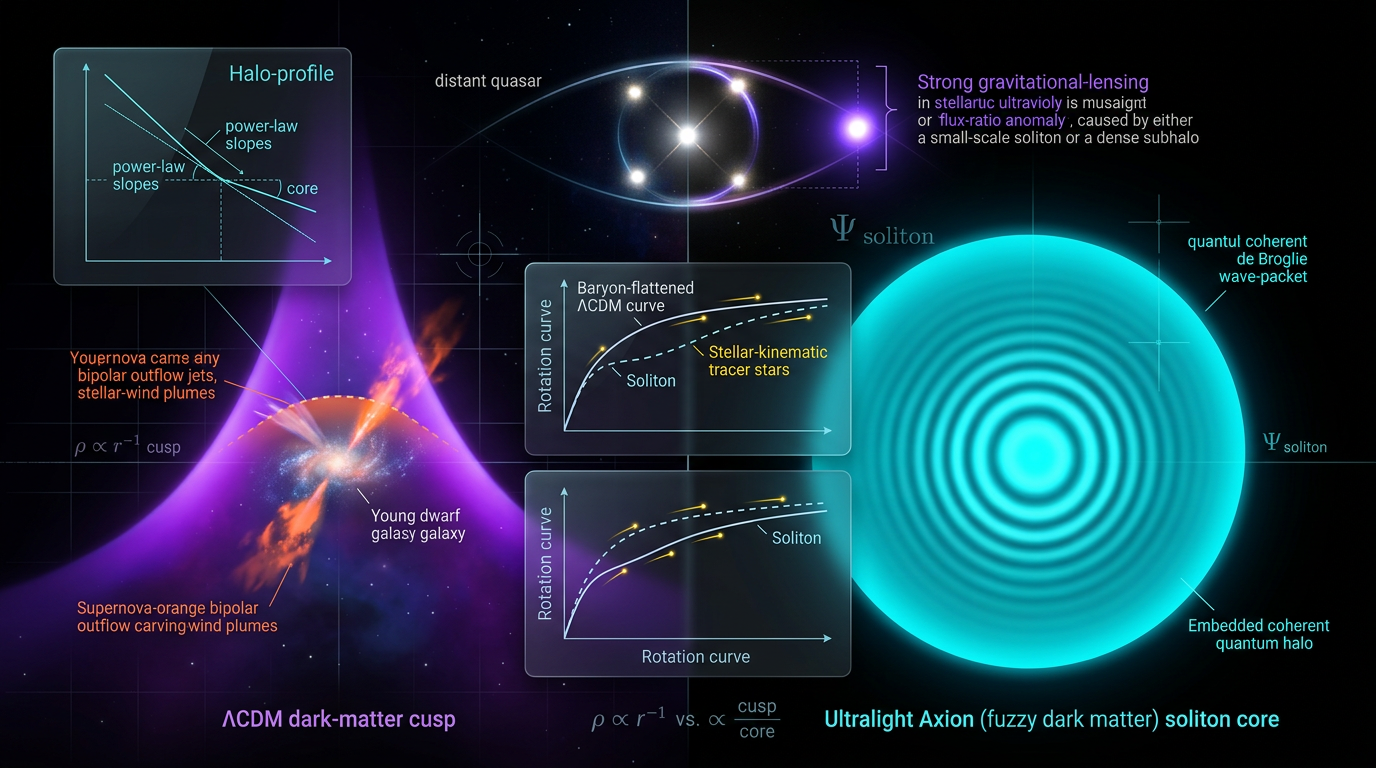 Halo-profile
power-law
slopes
power-law
slopes
core
distant quasar
Strong gravitational-lensing
in stellaruc ultravioly is musaignt
or flux-ratio anomaly , caused by either
a small-scale soliton or a dense subhalo
Ψ soliton
quantul coherent
de Broglie
wave-packet
Rotation curve
Baryon-flattened
ΛCDM curve
Stellar-kinematic
tracer stars
Soliton
Youernova cams any
bipolar outflow jets,
stellar-wind plumes
ρ ∝ r⁻¹ cusp
Ψ soliton
Young dwarf
galasy galaxy
Rotation curve
Soliton
Rotation curve
Supernova-orange bipolar
outflow carvingwind plumes
Embedded coherent
quantum halo
ΛCDM dark-matter cusp
ρ ∝ r⁻¹ vs. ∝ cusp
core
Ultralight Axion (fuzzy dark matter) soliton core